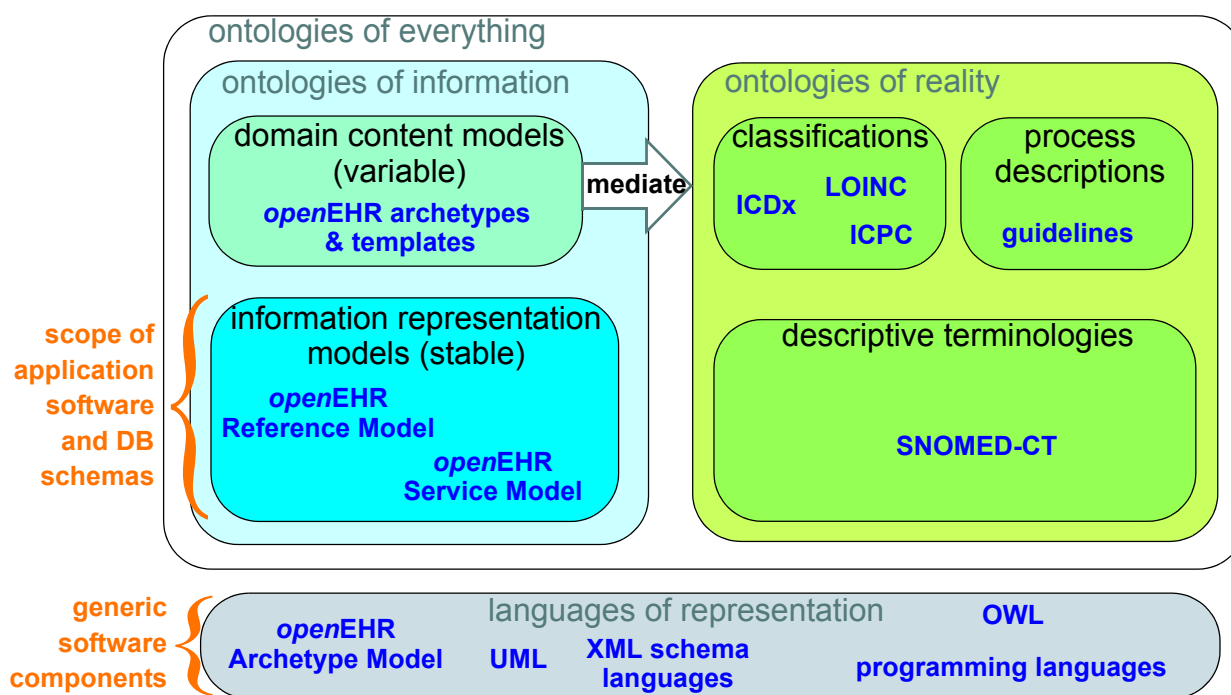 ontologies of everything
ontologies of information
domain content models
(variable)
openEHR archetypes
& templates
mediate
ontologies of reality
classifications
ICDx
LOINC
ICPC
process
descriptions
guidelines
scope of
application
software
and DB
schemas
information representation
models (stable)
openEHR
Reference Model
openEHR
Service Model
descriptive terminologies
SNOMED-CT
generic
software
components
languages of representation
openEHR
Archetype Model
UML
XML schema
languages
OWL
programming languages